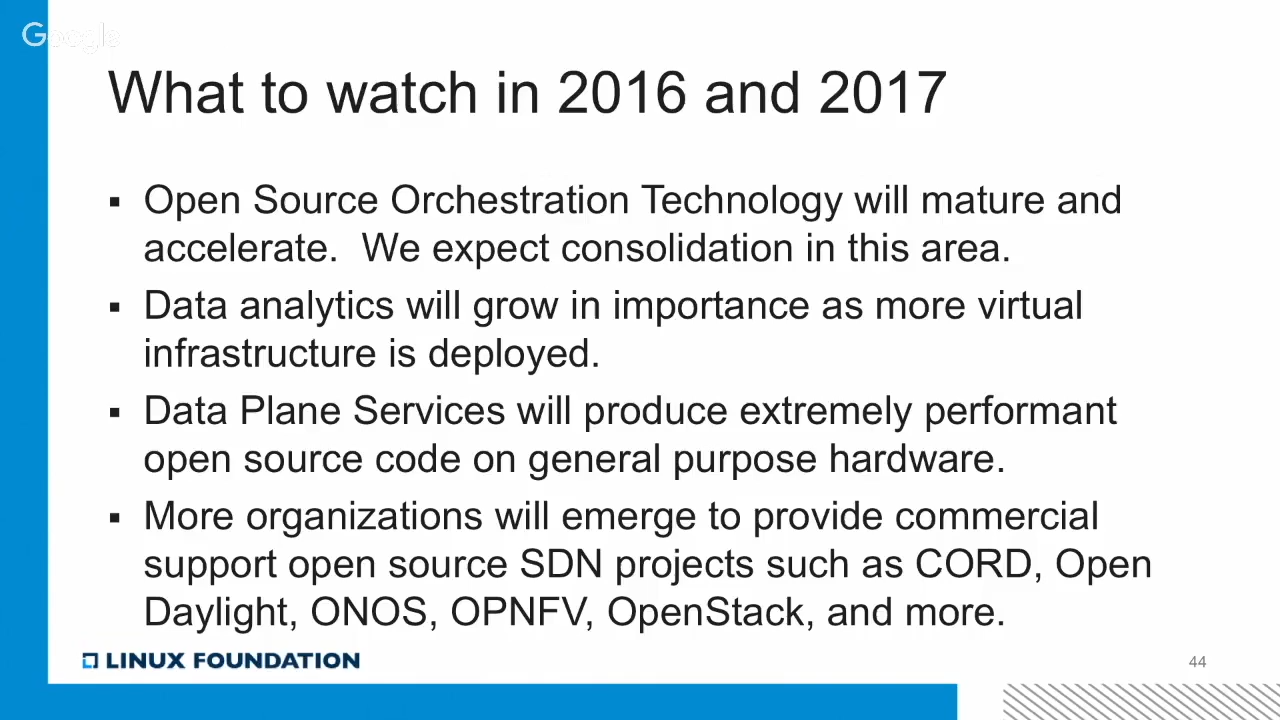 Google
What to watch in 2016 and 2017
▪ Open Source Orchestration Technology will mature and
accelerate.  We expect consolidation in this area.
▪ Data analytics will grow in importance as more virtual
infrastructure is deployed.
▪ Data Plane Services will produce extremely performant
open source code on general purpose hardware.
▪ More organizations will emerge to provide commercial
support open source SDN projects such as CORD, Open
Daylight, ONOS, OPNFV, OpenStack, and more.
LINUX FOUNDATION
44